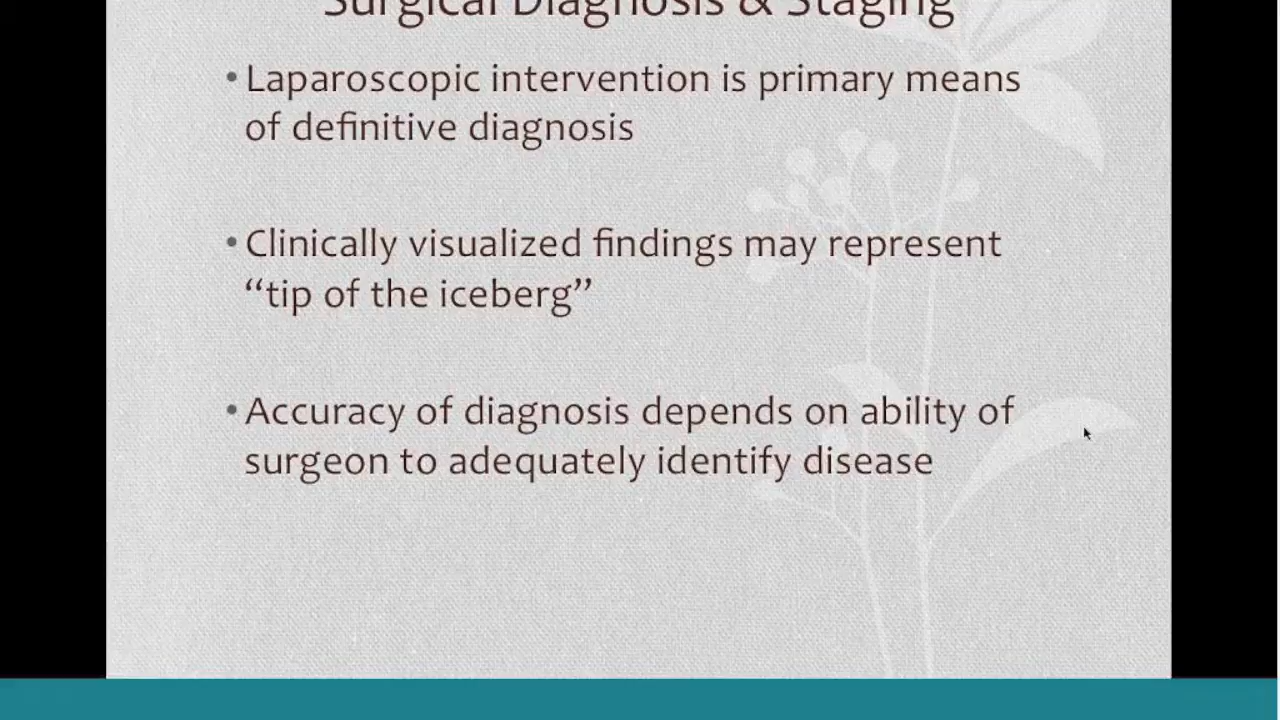 Surgical Diagnosis & Staging
• Laparoscopic intervention is primary means
of definitive diagnosis
• Clinically visualized findings may represent
“tip of the iceberg”
• Accuracy of diagnosis depends on ability of
surgeon to adequately identify disease